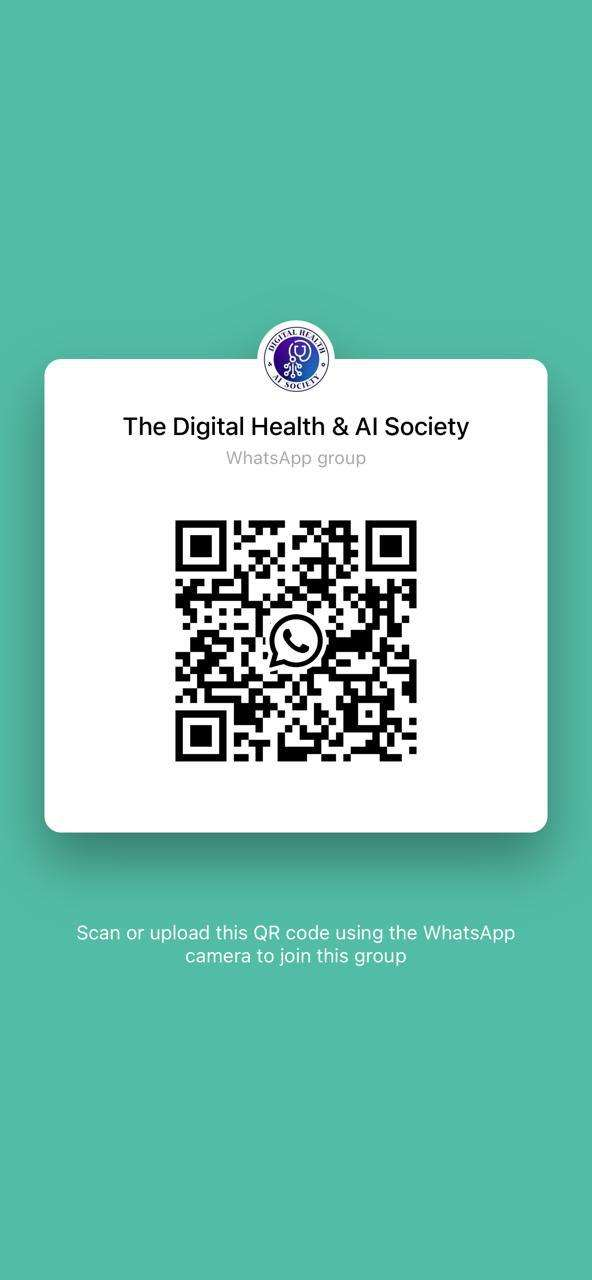 DIGITAL HEALTH
AI SOCIETY
The Digital Health & AI Society
WhatsApp group
Scan or upload this QR code using the WhatsApp
camera to join this group